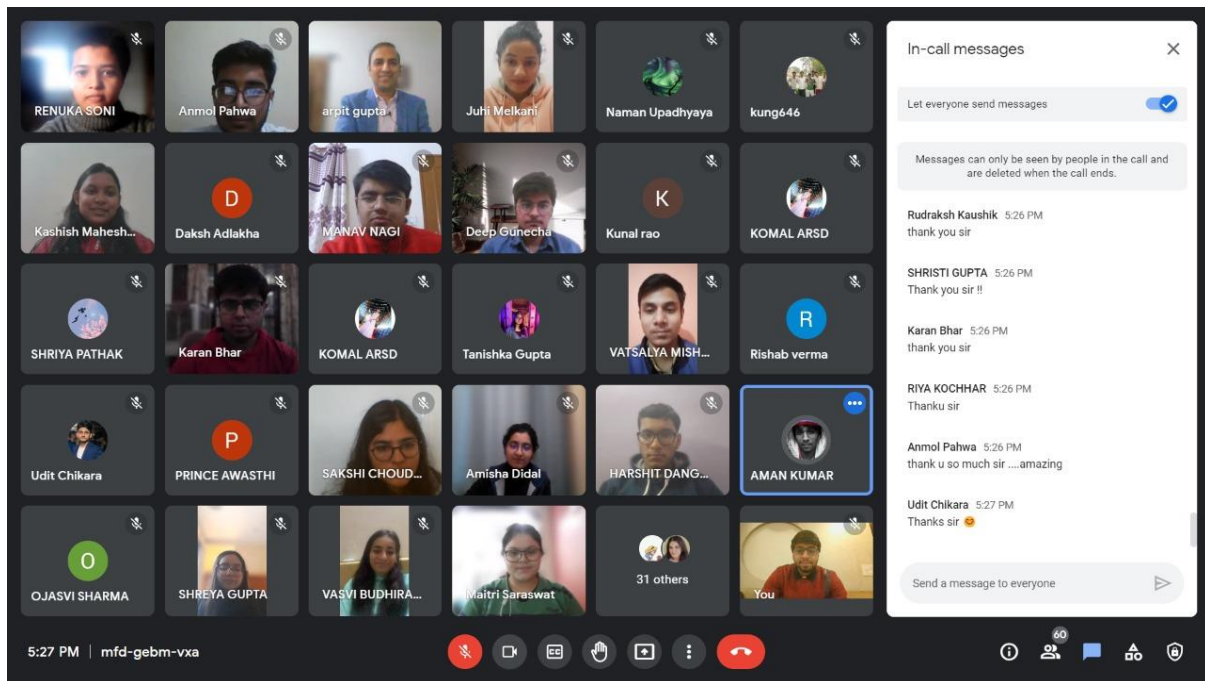 RENUKA SONI
Anmol Pahwa
arpit gupta
Juhi Melkani
Naman Upadhyaya
kung646
Kashish Mahesh...
D
Daksh Adlakha
MANAV NAGI
Deep Gunecha
K
Kunal rao
KOMAL ARSD
SHRIYA PATHAK
Karan Bhar
KOMAL ARSD
Tanishka Gupta
VATSALYA MISH...
R
Rishab verma
Udit Chikara
P
PRINCE AWASTHI
SAKSHI CHOUD...
Amisha Didal
HARSHIT DANG...
AMAN KUMAR
O
OJASVI SHARMA
SHREYA GUPTA
VASVI BUDHIRA...
Maitri Saraswat
31 others
You
In-call messages
Let everyone send messages
Messages can only be seen by people in the call and
are deleted when the call ends.
Rudraksh Kaushik 5:26 PM
thank you sir
SHRISTI GUPTA 5:26 PM
Thank you sir !!
Karan Bhar 5:26 PM
thank you sir
RIYA KOCHHAR 5:26 PM
Thanku sir
Anmol Pahwa 5:26 PM
thank u so much sir ....amazing
Udit Chikara 5:27 PM
Thanks sir 😊
Send a message to everyone
5:27 PM | mfd-gebm-vxa
CC
60